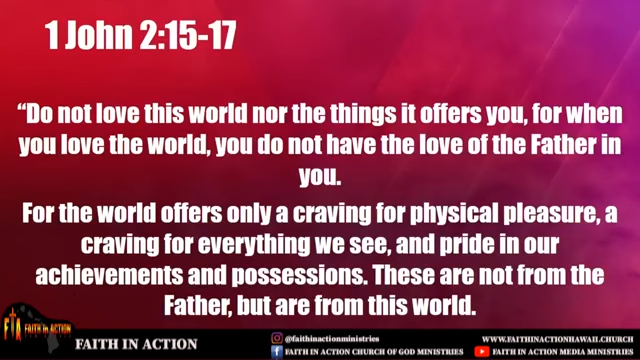 1 John 2:15-17
“Do not love this world nor the things it offers you, for when
you love the world, you do not have the love of the Father in
you.
For the world offers only a craving for physical pleasure, a
craving for everything we see, and pride in our
achievements and possessions. These are not from the
Father, but are from this world.
FIA FAITH in ACTION
FAITH IN ACTION
@faithinactionministries
FAITH IN ACTION CHURCH OF GOD MINISTRIES
WWW.FAITHINACTIONHAWAII.CHURCH
FAITH IN ACTION MEDIA MINISTRIES